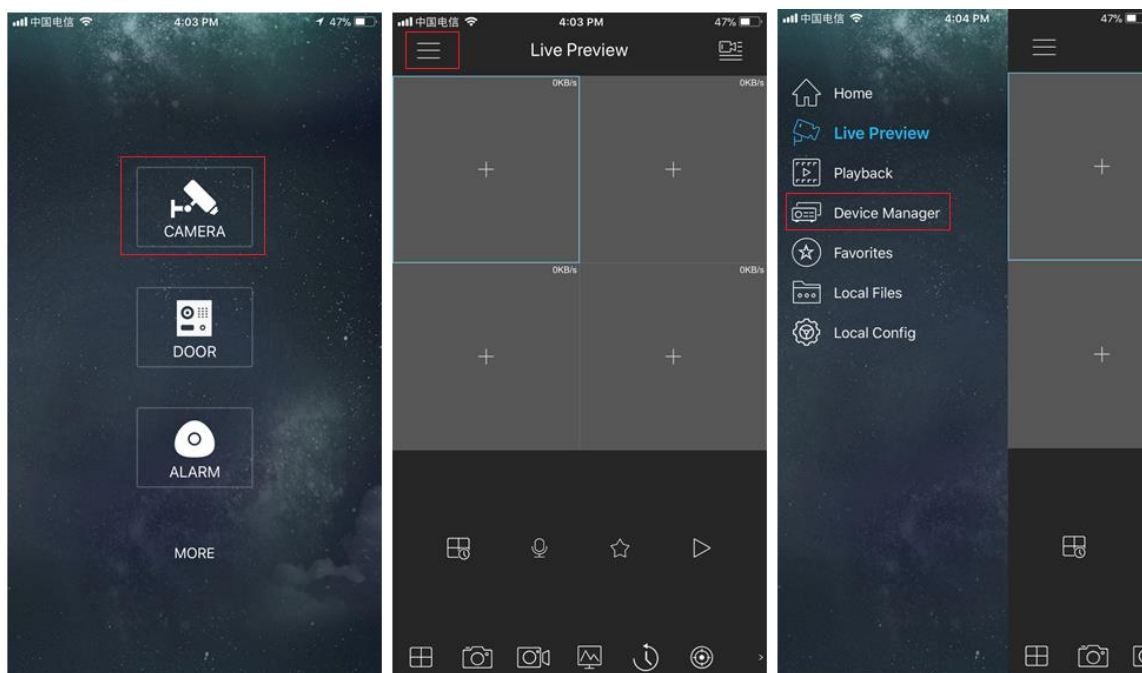 中国电信 4:03 PM 47%
CAMERA
DOOR
ALARM
MORE
中国电信 4:03 PM 47%
Live Preview
0KB/s 0KB/s
0KB/s 0KB/s
中国电信 4:04 PM 47%
Home
Live Preview
Playback
Device Manager
Favorites
Local Files
Local Config